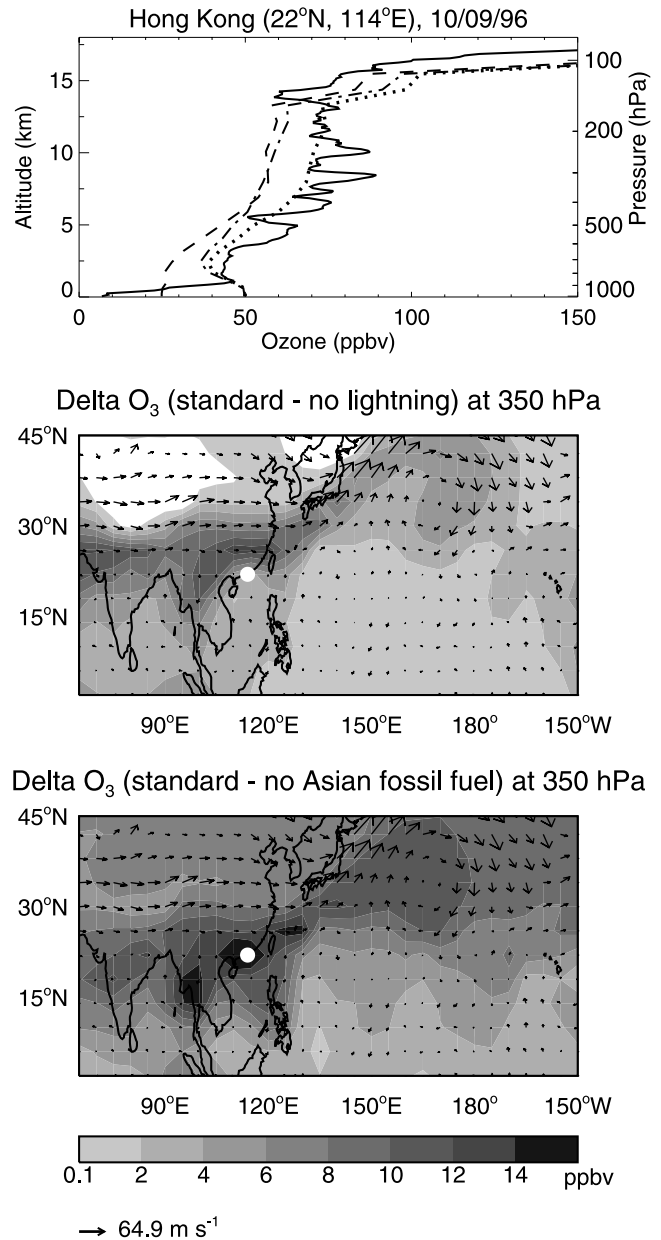 Hong Kong (22°N, 114°E), 10/09/96
Altitude (km)
15
10
5
0
Pressure (hPa)
100
200
500
1000
0 50 100 150
Ozone (ppbv)
Delta O₃ (standard - no lightning) at 350 hPa
45°N
30°N
15°N
90°E 120°E 150°E 180° 150°W
Delta O₃ (standard - no Asian fossil fuel) at 350 hPa
45°N
30°N
15°N
90°E 120°E 150°E 180° 150°W
0.1 2 4 6 8 10 12 14 ppbv
64.9 m s⁻¹